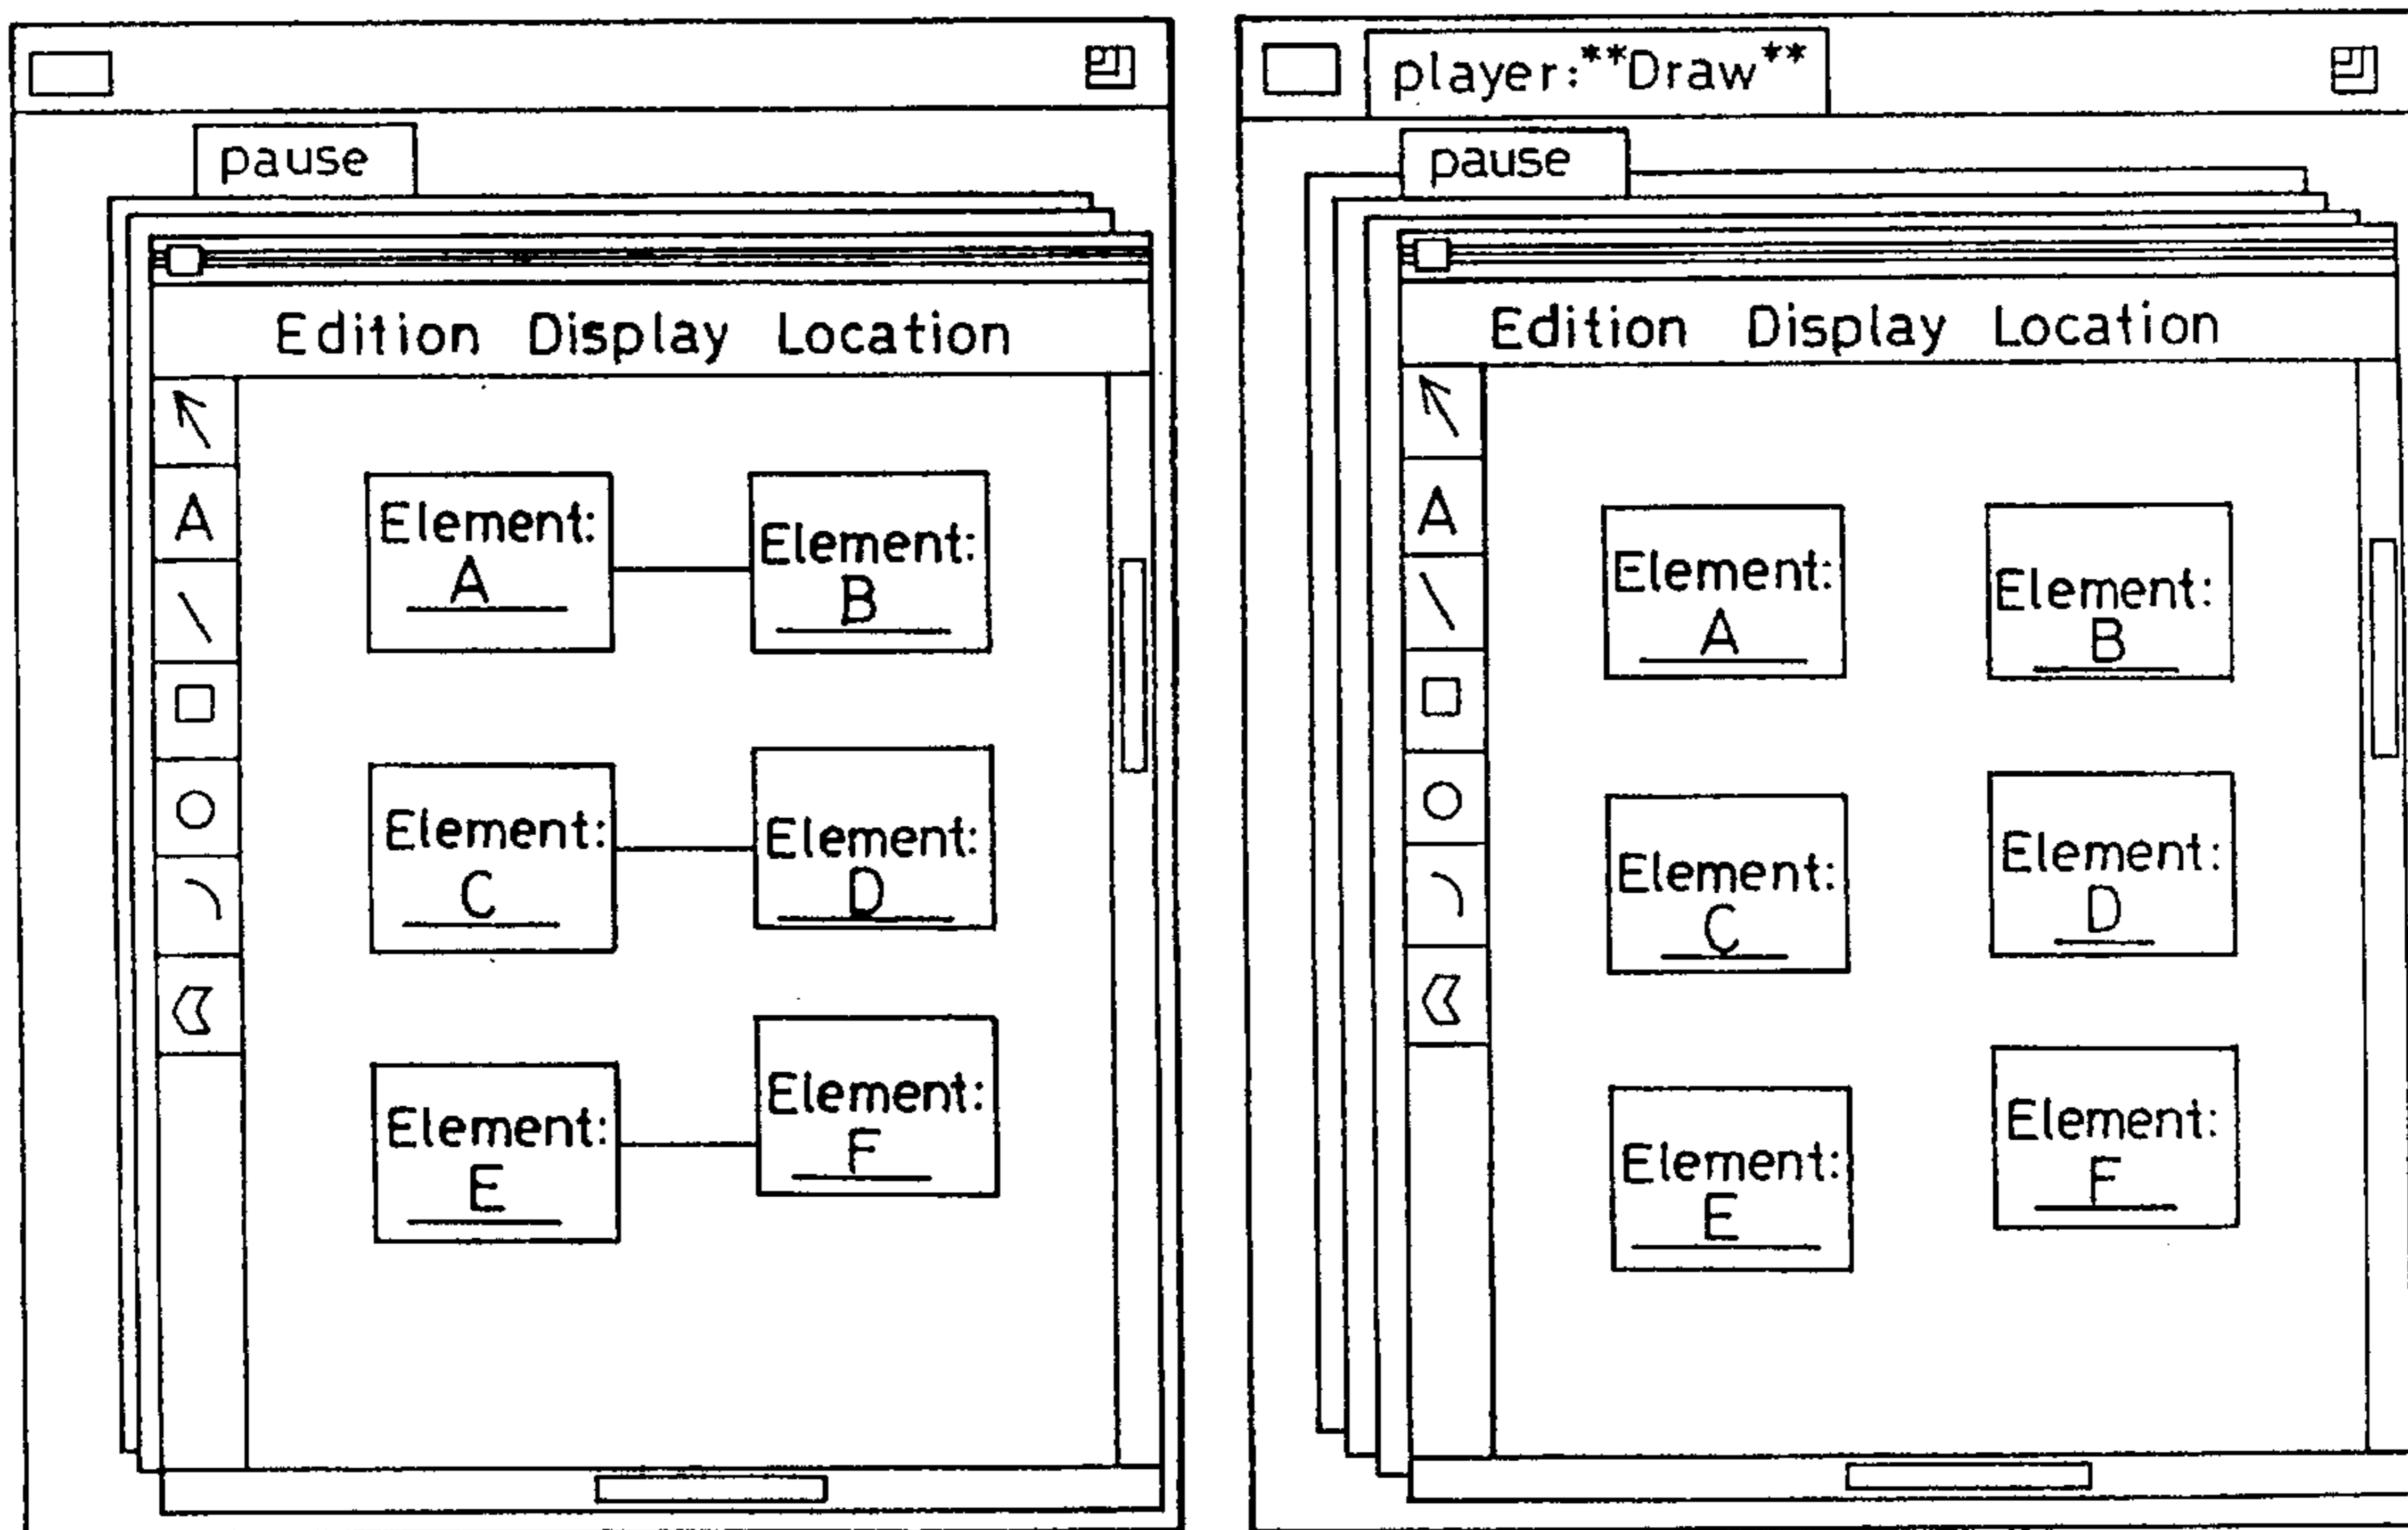 pause
Edition Display Location
A
Element:
A
Element:
B
Element:
C
Element:
D
Element:
E
Element:
F
player:**Draw**
pause
Edition Display Location
A
Element:
A
Element:
B
Element:
C
Element:
D
Element:
E
Element:
F